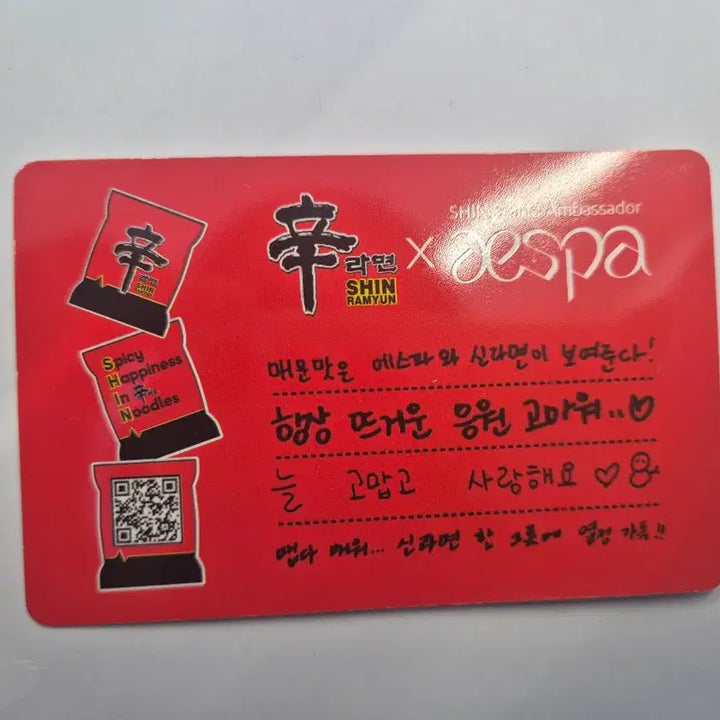 辛
SHIN
RAMYUN
Spicy
Happiness
In 辛
Noodles
辛라면
SHIN
RAMYUN
X
Ambassador
aespa
매운맛은 에스파와 신라면이 보여준다!
항상 뜨거운 응원 고마워..♡
늘 고맙고 사랑해요 ♡
맵다 매워... 신라면 한 그릇에 열정 가득!!